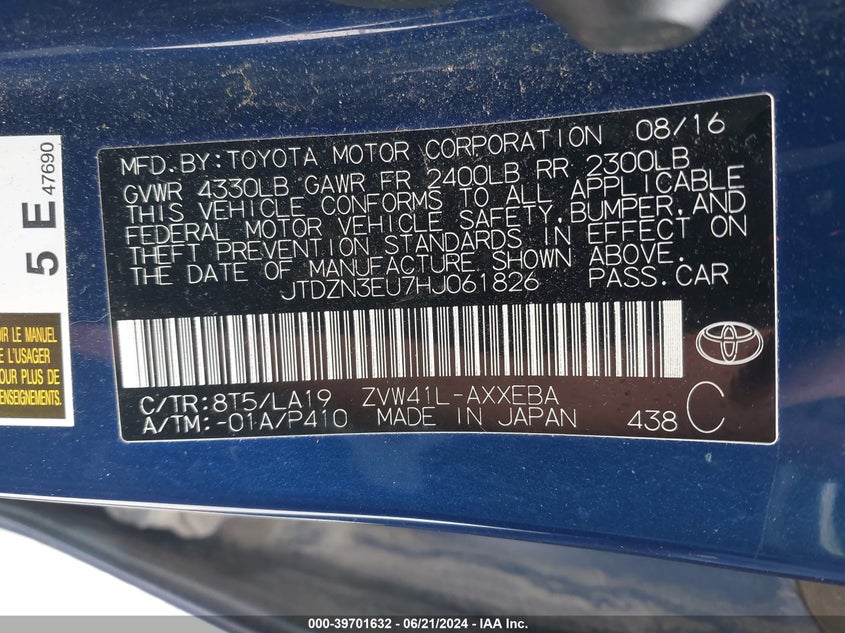 MFD.BY:TOYOTA MOTOR CORPORATION 08/16
GVWR 4330LB GAWR FR 2400LB RR 2300LB
THIS VEHICLE CONFORMS TO ALL APPLICABLE
FEDERAL MOTOR VEHICLE SAFETY,BUMPER,AND
THEFT PREVENTION STANDARDS IN EFFECT ON
THE DATE OF MANUFACTURE SHOWN ABOVE.
JTDZN3EU7HJ061826 PASS.CAR
C/TR:8T5/LA19 ZVW41L-AXXEBA
A/TM:-01A/P410 MADE IN JAPAN 438 C
5 E
47690
LE MANUEL
L'USAGER
POUR PLUS DE
RENSEIGNEMENTS.
000-39701632 - 06/21/2024 - IAA Inc.